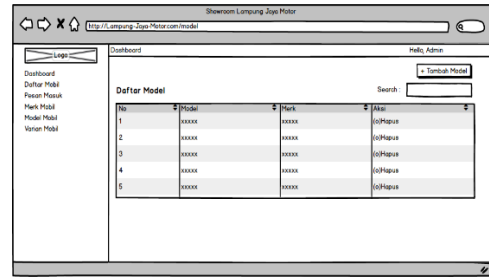 Showroom Lampung Jaya Motor
http://Lampung-Jaya-Motor.com/model
Logo
Dashboard
Hello, Admin
Dashboard
Daftar Mobil
Pesan Masuk
Merk Mobil
Model Mobil
Varian Mobil
+ Tambah Model
Daftar Model
Search :
No Model Merk Aksi
1 xxxxx xxxxx (o)Hapus
2 xxxxx xxxxx (o)Hapus
3 xxxxx xxxxx (o)Hapus
4 xxxxx xxxxx (o)Hapus
5 xxxxx xxxxx (o)Hapus